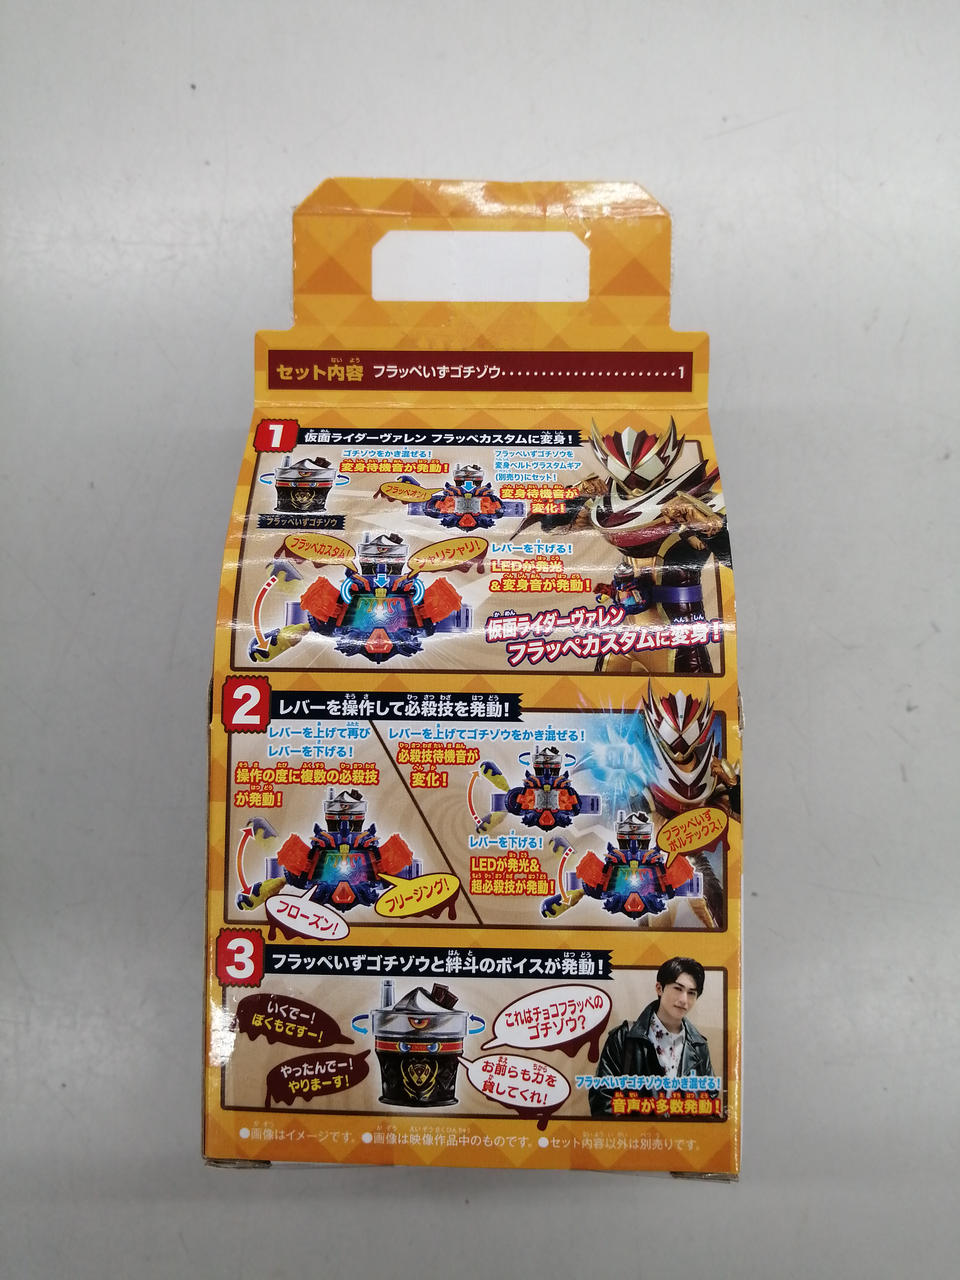 セット内容 フラッペいずゴチゾウ......................1
1 仮面ライダーヴァレン フラッペカスタムに変身！
ゴチゾウをかき混ぜる！
変身待機音が発動！
フラッペいずゴチゾウ
フラッペいずゴチゾウを
変身ベルトヴラスタムギア
(別売り)にセット！
フラッペオン！
変身待機音が
変化！
フラッペカスタム！
シャリシャリ！
レバーを下げる！
LEDが発光
&変身音が発動！
仮面ライダーヴァレン
フラッペカスタムに変身！
2 レバーを操作して必殺技を発動！
レバーを上げて再び
レバーを下げる！
操作の度に複数の必殺技
が発動！
フローズン！
フリージング！
レバーを上げてゴチゾウをかき混ぜる！
必殺技待機音が
変化！
レバーを下げる！
LEDが発光&
超必殺技が発動！
フラッペいず
ボルテックス！
3 フラッペいずゴチゾウと絆斗のボイスが発動！
いくでー！
ぼくもですー！
やったんでー！
やりまーす！
これはチョコフラッペの
ゴチゾウ？
お前らも力を
貸してくれ！
フラッペいずゴチゾウをかき混ぜる！
音声が多数発動！
●画像はイメージです。●画像は映像作品中のものです。●セット内容以外は別売りです。